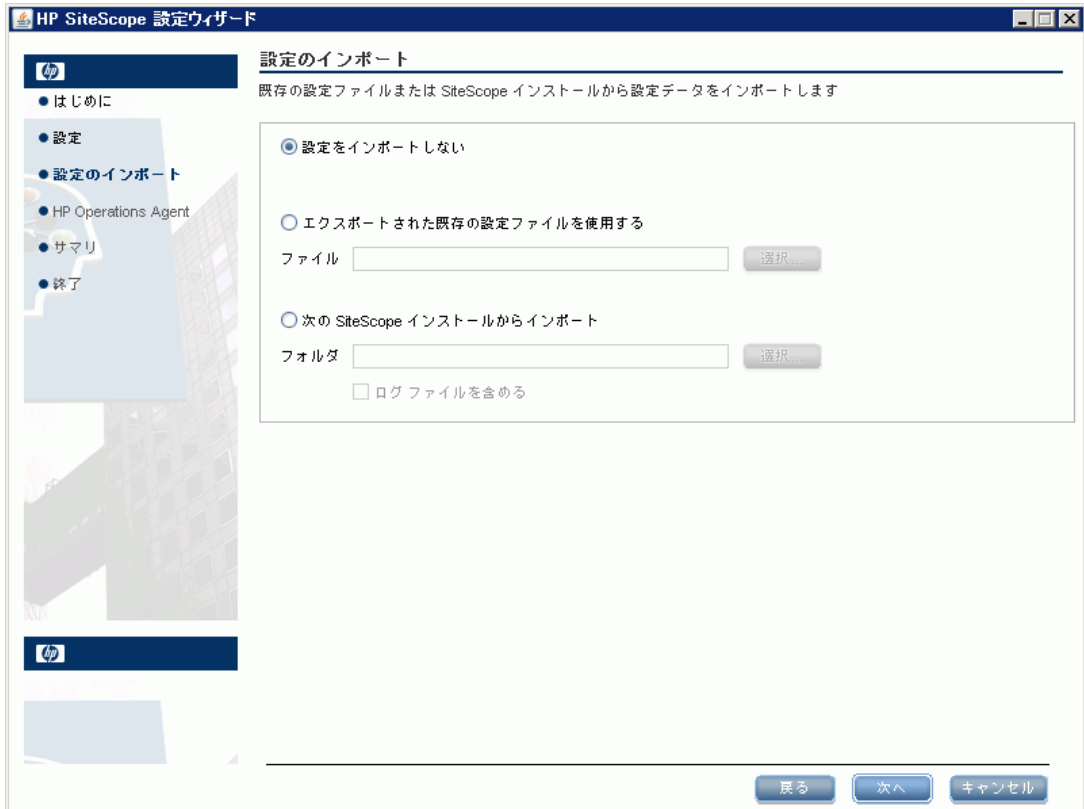 HP SiteScope 設定ウィザード
hp
はじめに
設定
設定のインポート
HP Operations Agent
サマリ
終了
hp
設定のインポート
既存の設定ファイルまたは SiteScope インストールから設定データをインポートします
設定をインポートしない
エクスポートされた既存の設定ファイルを使用する
ファイル 選択...
次の SiteScope インストールからインポート
フォルダ 選択...
ログ ファイルを含める
戻る 次へ キャンセル